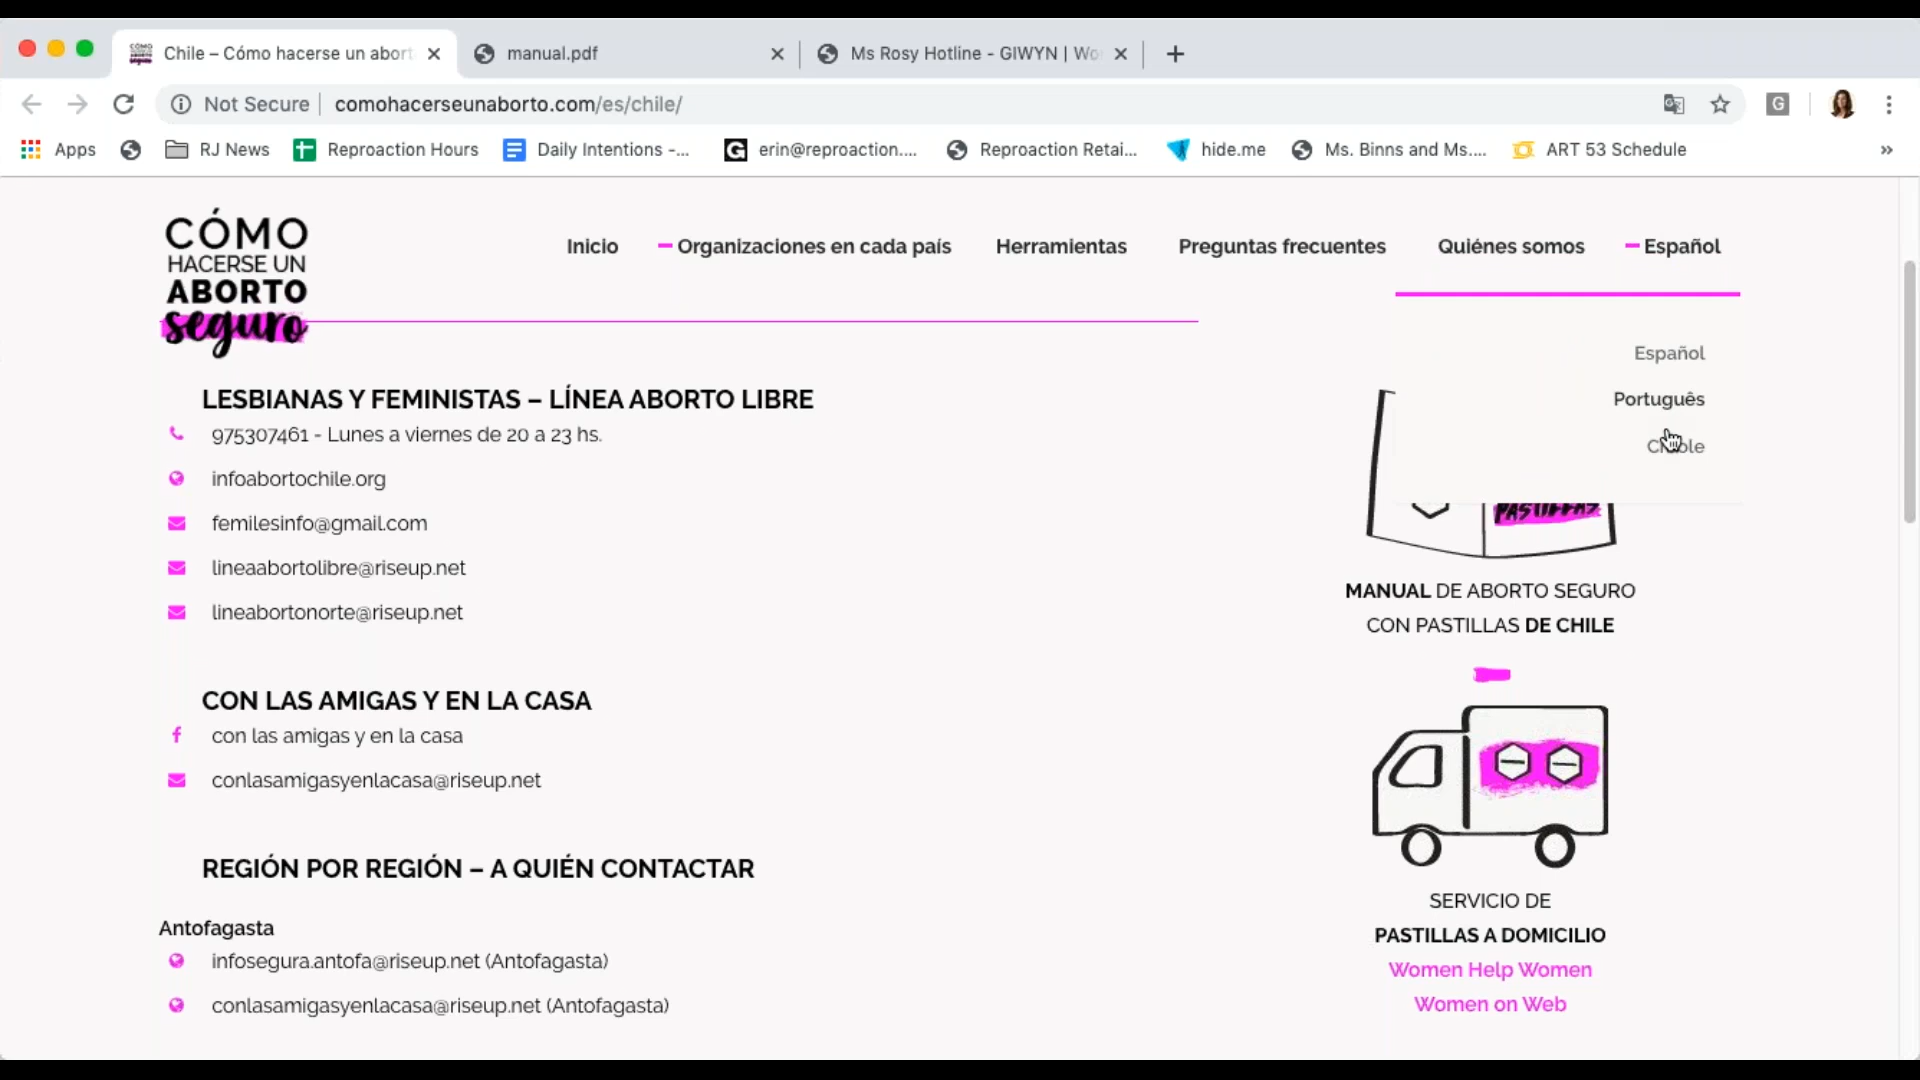 Chile – Cómo hacerse un abort
manual.pdf
Ms Rosy Hotline - GIWYN | Wo
Not Secure
comohacerseunaborto.com/es/chile/
G
Apps
RJ News
Reproaction Hours
Daily Intentions -...
erin@reproaction....
Reproaction Retai...
hide.me
Ms. Binns and Ms....
ART 53 Schedule
CÓMO
HACERSE UN
ABORTO
seguro
Inicio
Organizaciones en cada país
Herramientas
Preguntas frecuentes
Quiénes somos
Español
Español
Português
LESBIANAS Y FEMINISTAS – LÍNEA ABORTO LIBRE
975307461 - Lunes a viernes de 20 a 23 hs.
infoabortochile.org
femilesinfo@gmail.com
lineaabortolibre@riseup.net
lineabortonorte@riseup.net
PASTILLAS
MANUAL DE ABORTO SEGURO
CON PASTILLAS DE CHILE
CON LAS AMIGAS Y EN LA CASA
con las amigas y en la casa
conlasamigasyenlacasa@riseup.net
REGIÓN POR REGIÓN – A QUIÉN CONTACTAR
Antofagasta
infosegura.antofa@riseup.net (Antofagasta)
conlasamigasyenlacasa@riseup.net (Antofagasta)
SERVICIO DE
PASTILLAS A DOMICILIO
Women Help Women
Women on Web